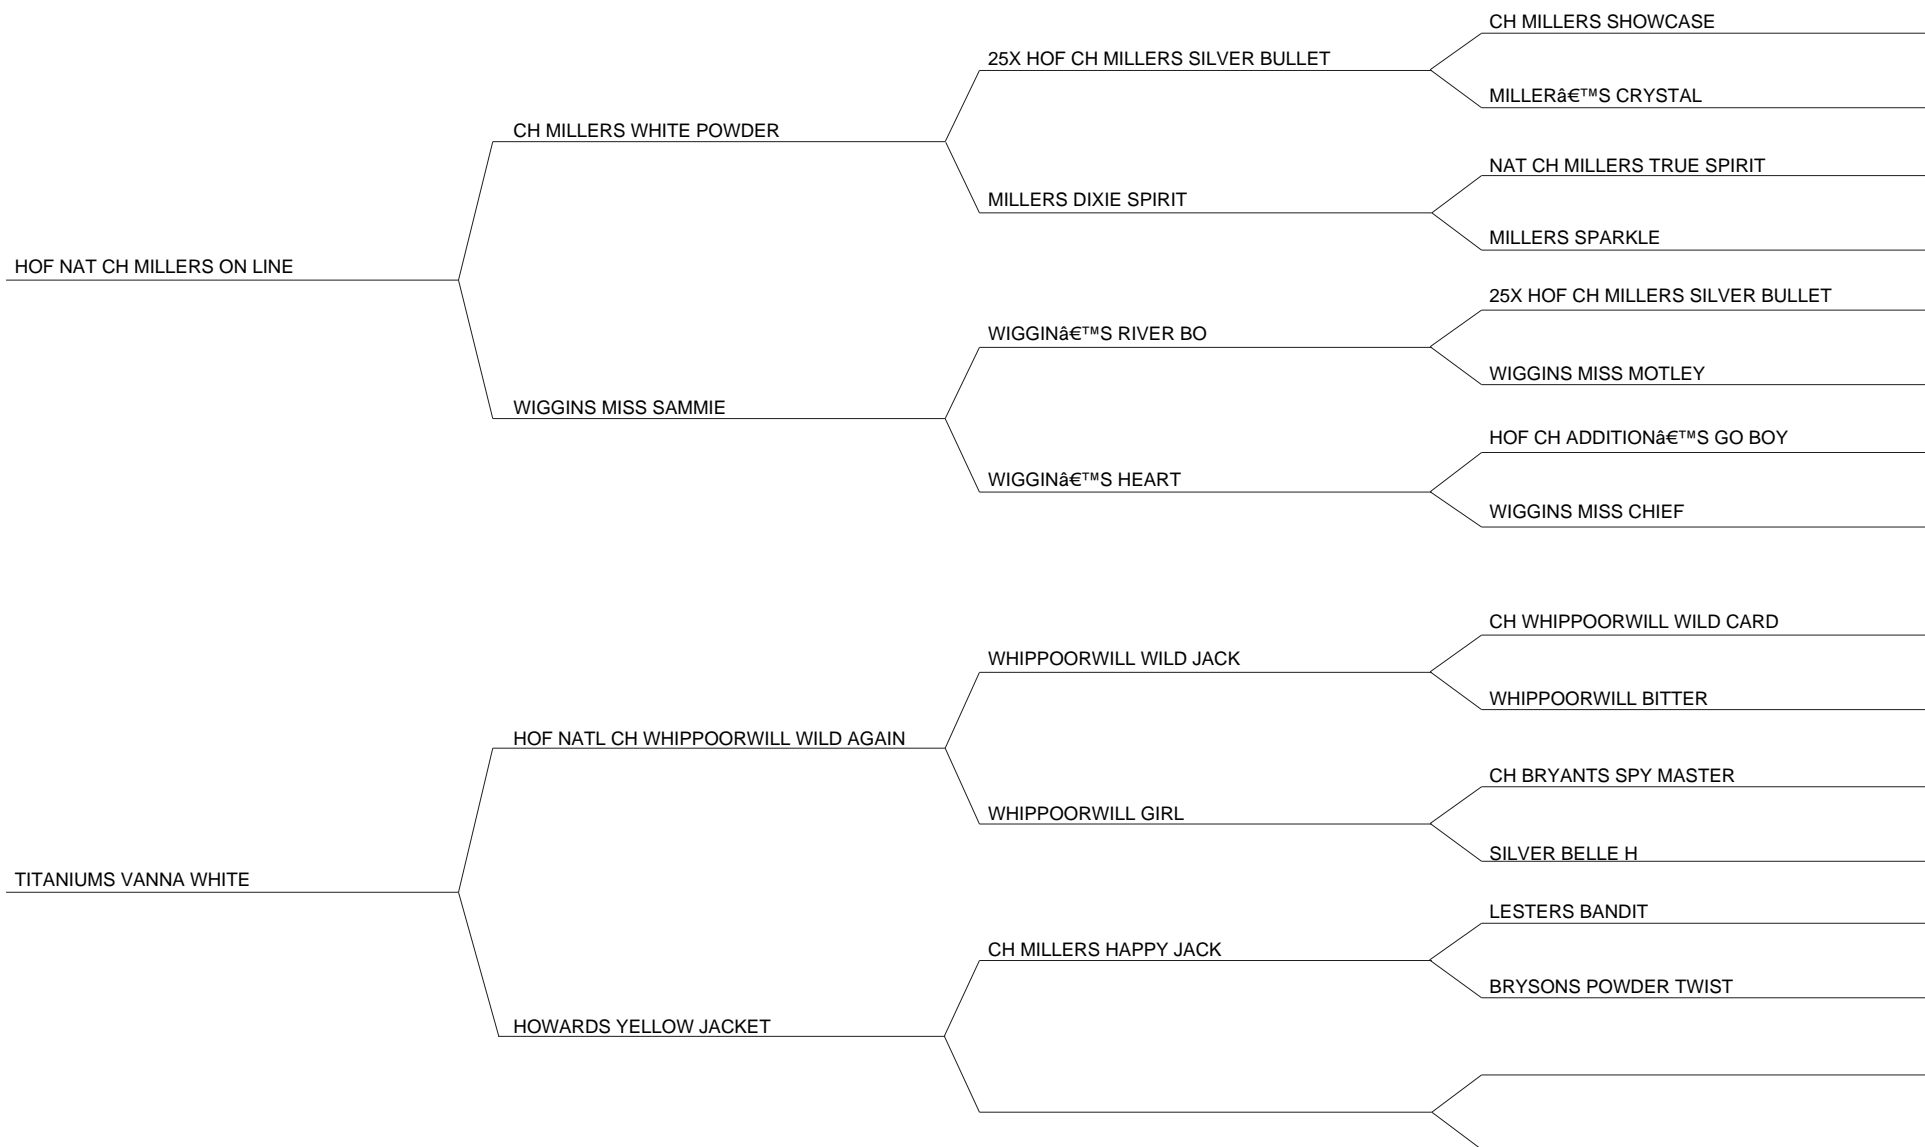 CH MILLERS SHOWCASE
25X HOF CH MILLERS SILVER BULLET
MILLERâ€™S CRYSTAL
CH MILLERS WHITE POWDER
NAT CH MILLERS TRUE SPIRIT
MILLERS DIXIE SPIRIT
MILLERS SPARKLE
HOF NAT CH MILLERS ON LINE
25X HOF CH MILLERS SILVER BULLET
WIGGINâ€™S RIVER BO
WIGGINS MISS MOTLEY
WIGGINS MISS SAMMIE
HOF CH ADDITIONâ€™S GO BOY
WIGGINâ€™S HEART
WIGGINS MISS CHIEF
CH WHIPPOORWILL WILD CARD
WHIPPOORWILL WILD JACK
WHIPPOORWILL BITTER
HOF NATL CH WHIPPOORWILL WILD AGAIN
CH BRYANTS SPY MASTER
WHIPPOORWILL GIRL
SILVER BELLE H
TITANIUMS VANNA WHITE
LESTERS BANDIT
CH MILLERS HAPPY JACK
BRYSONS POWDER TWIST
HOWARDS YELLOW JACKET